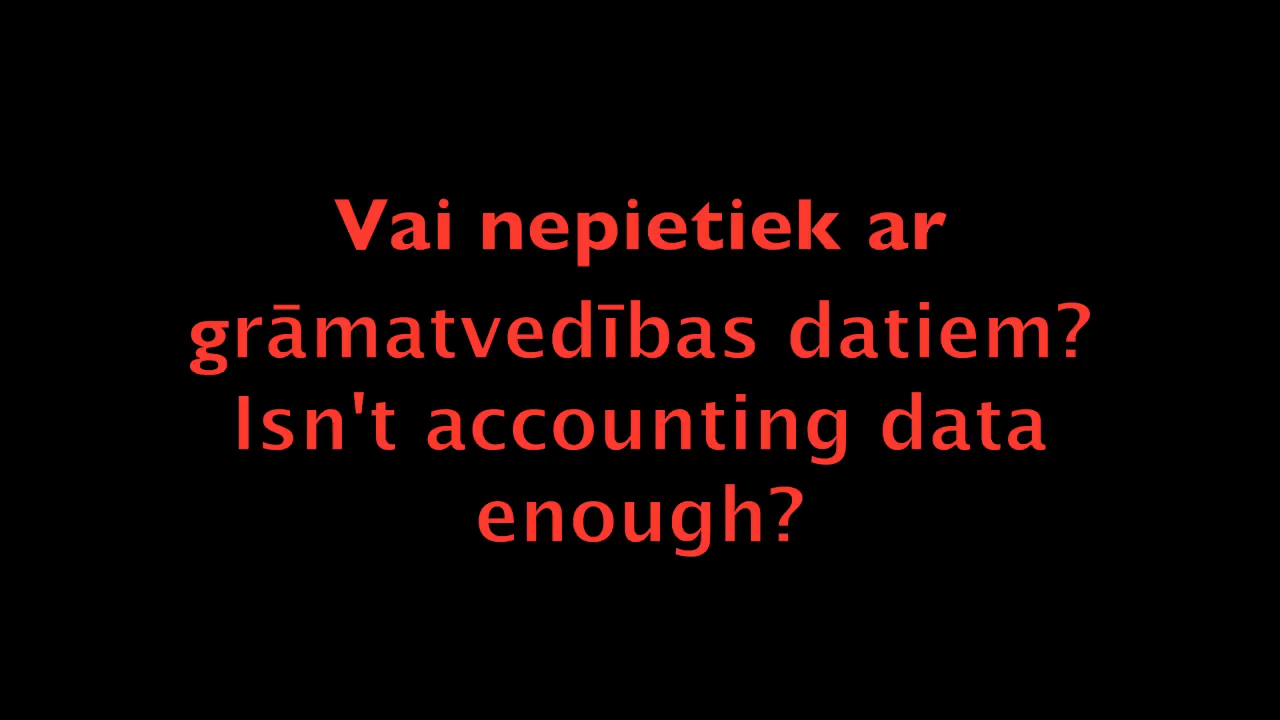 Vai nepietiek ar
grāmatvedības datiem?
Isn't accounting data
enough?